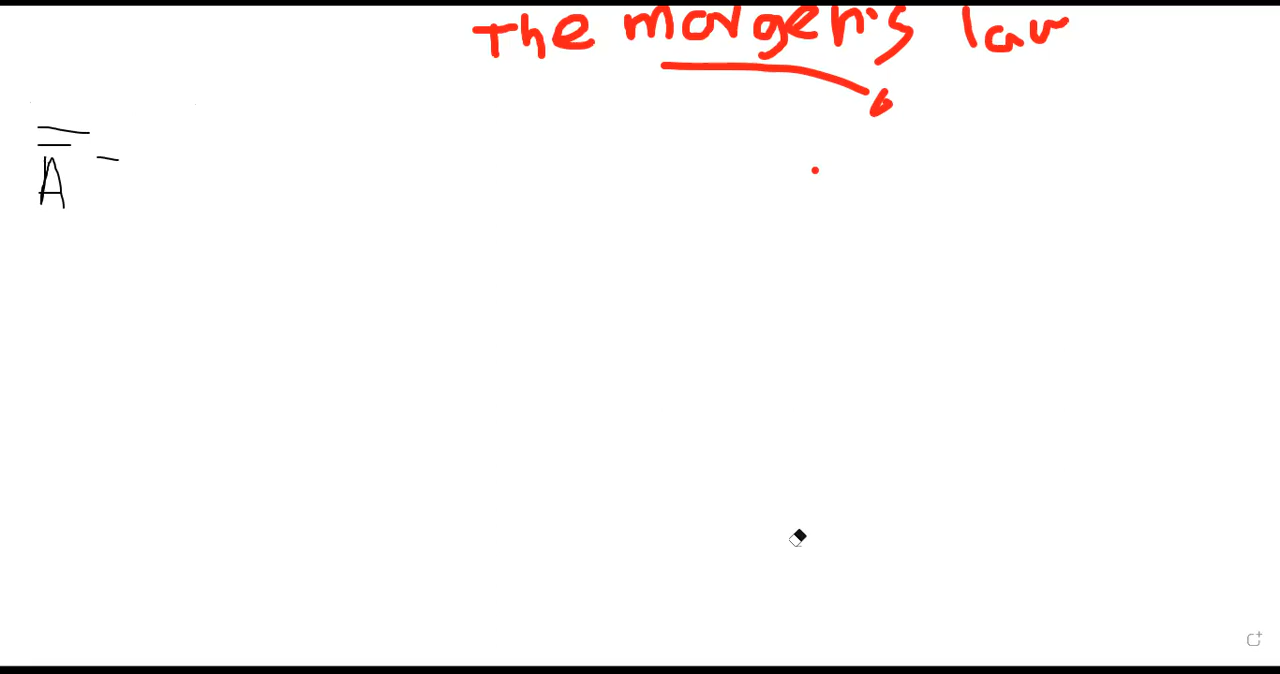 The morgen's law
A̿ =